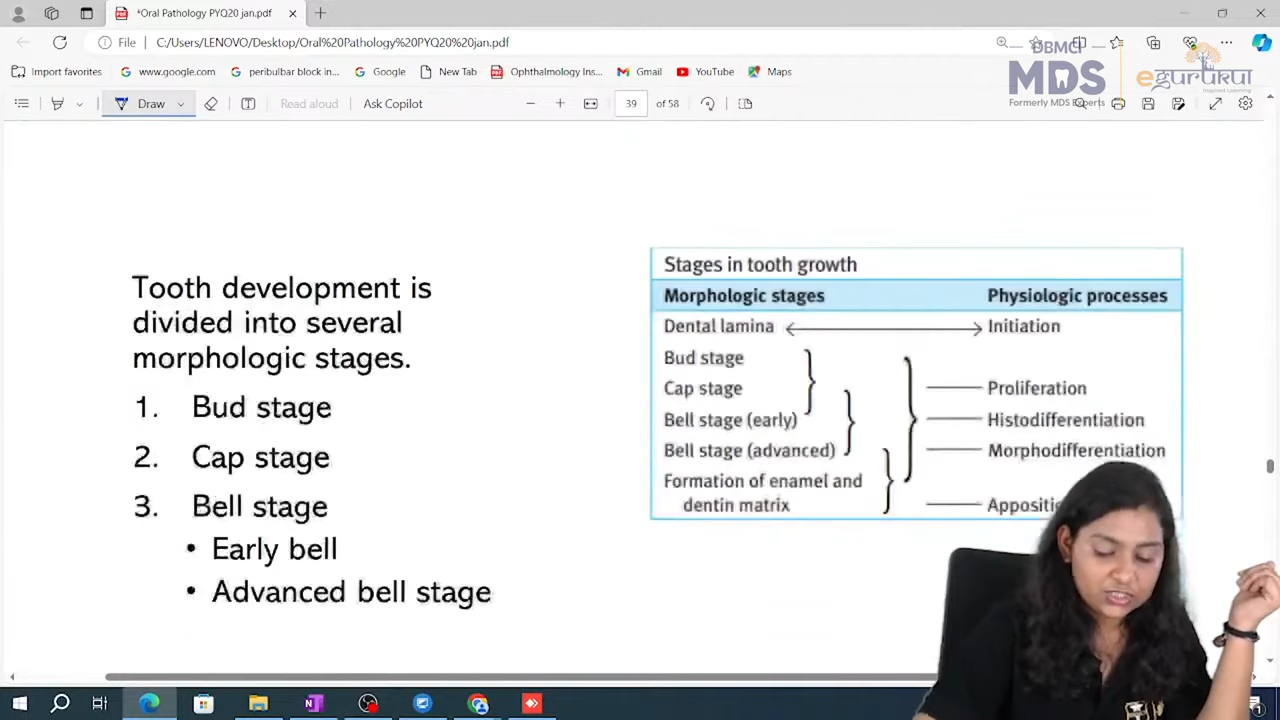 *Oral Pathology PYQ20 jan.pdf
File
C:/Users/LENOVO/Desktop/Oral%20Pathology%20PYQ20%20jan.pdf
Import favorites
www.google.com
peribulbar block in...
Google
New Tab
Ophthalmology Ins...
Gmail
YouTube
Maps
DBMCI
MDS
Formerly MDS Experts
egurukul
Inspired Learning
Draw
Read aloud
Ask Copilot
39 of 58
Tooth development is
divided into several
morphologic stages.
1. Bud stage
2. Cap stage
3. Bell stage
• Early bell
• Advanced bell stage
Stages in tooth growth
Morphologic stages Physiologic processes
Dental lamina Initiation
Bud stage
Cap stage Proliferation
Bell stage (early) Histodifferentiation
Bell stage (advanced) Morphodifferentiation
Formation of enamel and
dentin matrix